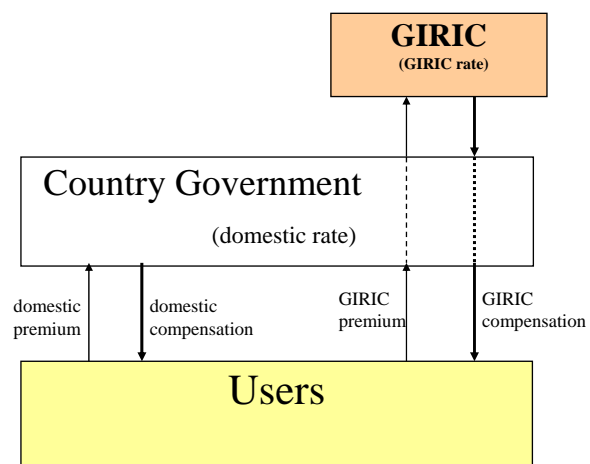 GIRIC
(GIRIC rate)
Country Government
(domestic rate)
domestic
premium
domestic
compensation
GIRIC
premium
GIRIC
compensation
Users